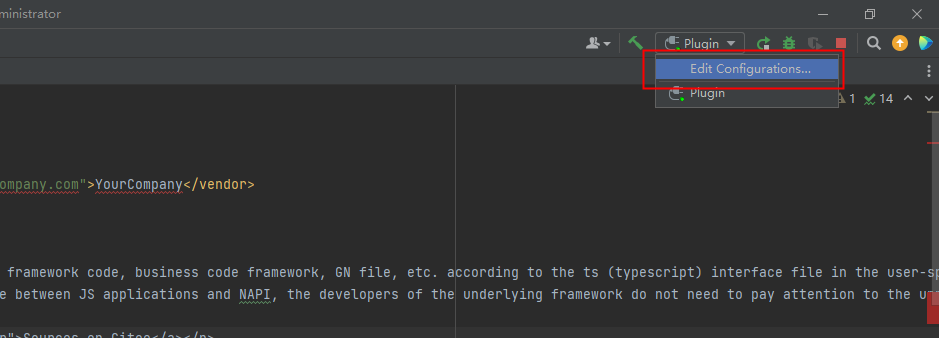 ministrator
Plugin
Edit Configurations...
Plugin
1 14
ompany.com">YourCompany</vendor>
framework code, business code framework, GN file, etc. according to the ts (typescript) interface file in the user-sp
e between JS applications and NAPI, the developers of the underlying framework do not need to pay attention to the u
">Sources on Gitee</a></p>